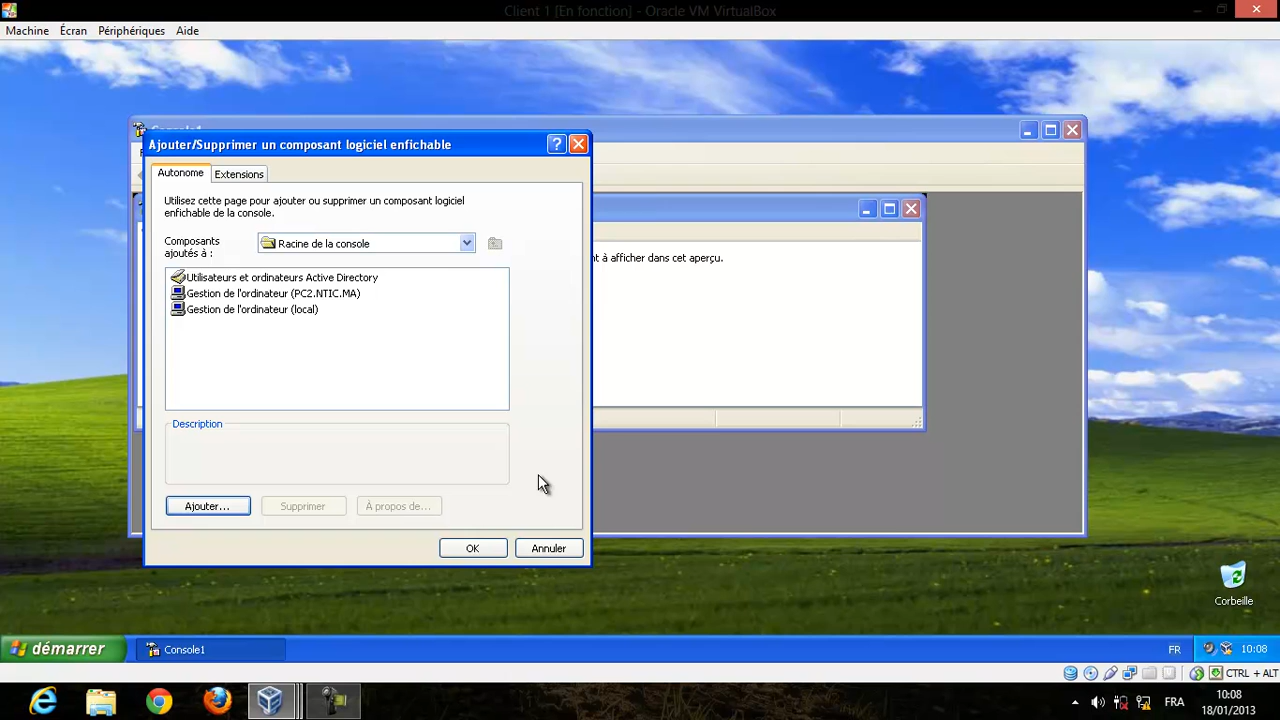 Client 1 [En fonction] - Oracle VM VirtualBox
Machine Écran Périphériques Aide
Console1
Ajouter/Supprimer un composant logiciel enfichable
Autonome Extensions
Utilisez cette page pour ajouter ou supprimer un composant logiciel
enfichable de la console.
Composants
ajoutés à :
Racine de la console
Utilisateurs et ordinateurs Active Directory
Gestion de l'ordinateur (PC2.NTIC.MA)
Gestion de l'ordinateur (local)
à afficher dans cet aperçu.
Description
Ajouter... Supprimer À propos de...
OK Annuler
Corbeille
démarrer Console1 FR 10:08
CTRL + ALT
FRA 10:08
18/01/2013